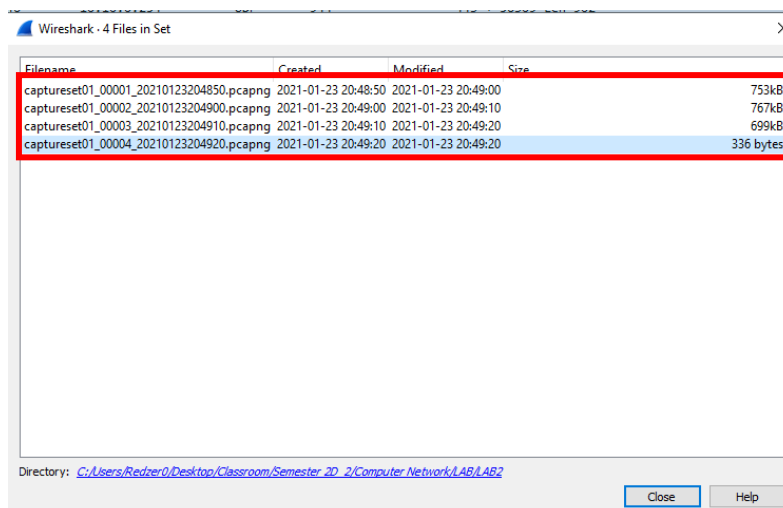 Wireshark · 4 Files in Set
Filename Created Modified Size
captureset01_00001_20210123204850.pcapng 2021-01-23 20:48:50 2021-01-23 20:49:00 753kB
captureset01_00002_20210123204900.pcapng 2021-01-23 20:49:00 2021-01-23 20:49:10 767kB
captureset01_00003_20210123204910.pcapng 2021-01-23 20:49:10 2021-01-23 20:49:20 699kB
captureset01_00004_20210123204920.pcapng 2021-01-23 20:49:20 2021-01-23 20:49:20 336 bytes
Directory: C:/Users/Redzer0/Desktop/Classroom/Semester 2D_2/Computer Network/LAB/LAB2
Close Help